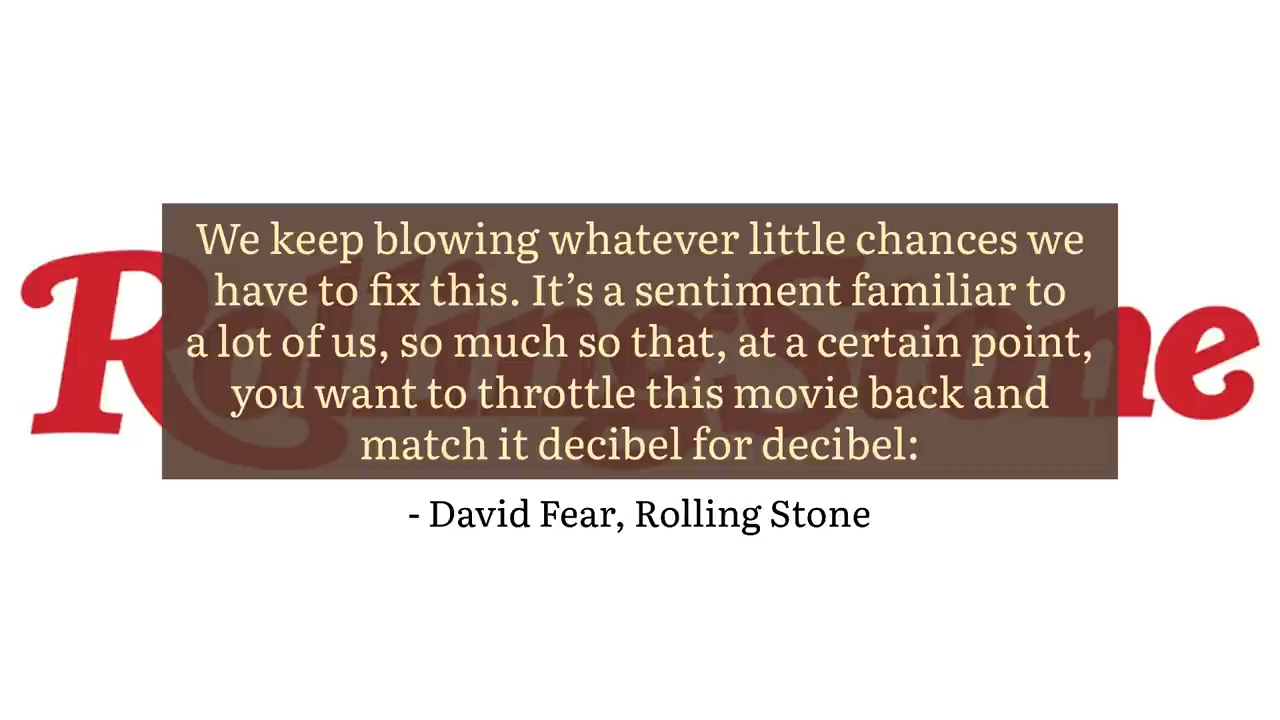 Rolling Stone
We keep blowing whatever little chances we
have to fix this. It’s a sentiment familiar to
a lot of us, so much so that, at a certain point,
you want to throttle this movie back and
match it decibel for decibel:
- David Fear, Rolling Stone